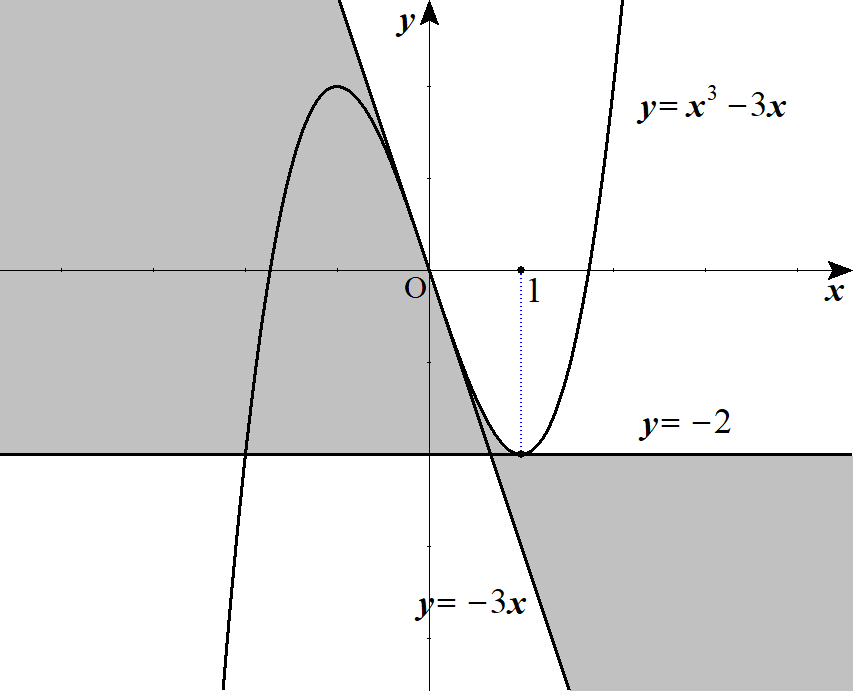 y
y= x³ −3x
O
1
x
y= −2
y= −3x